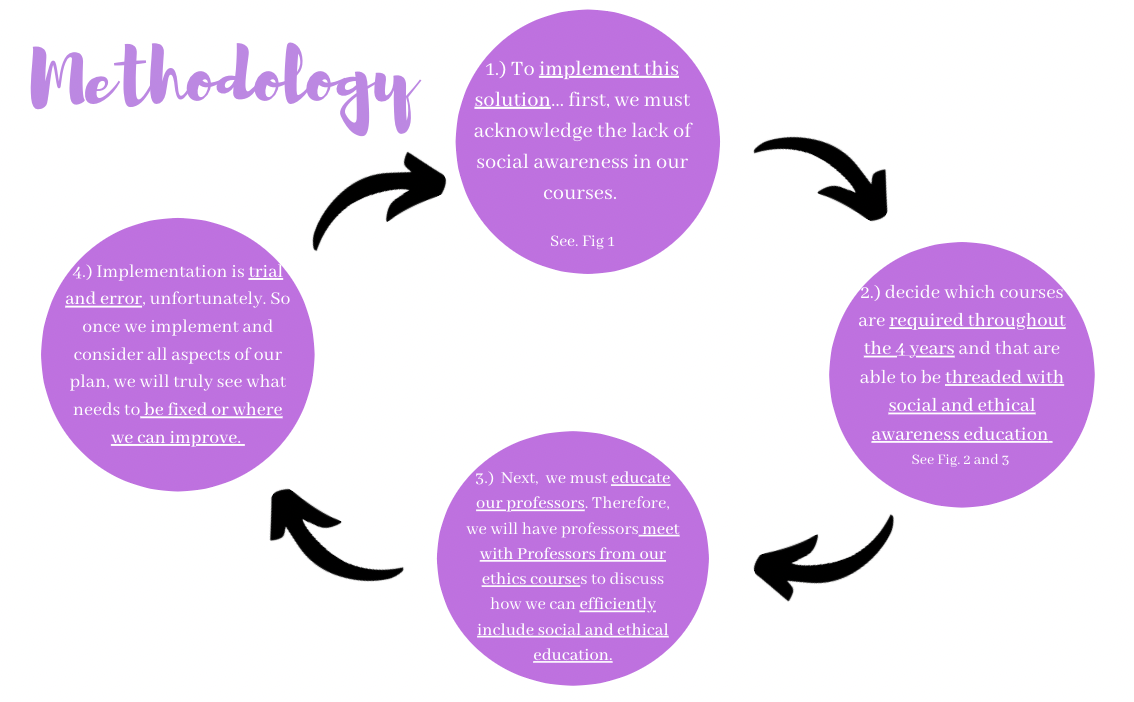 Methodology
1.) To implement this
solution... first, we must
acknowledge the lack of
social awareness in our
courses.
See. Fig 1
2.) decide which courses
are required throughout
the 4 years and that are
able to be threaded with
social and ethical
awareness education
See Fig. 2 and 3
3.) Next, we must educate
our professors. Therefore,
we will have professors meet
with Professors from our
ethics courses to discuss
how we can efficiently
include social and ethical
education.
4.) Implementation is trial
and error, unfortunately. So
once we implement and
consider all aspects of our
plan, we will truly see what
needs to be fixed or where
we can improve.